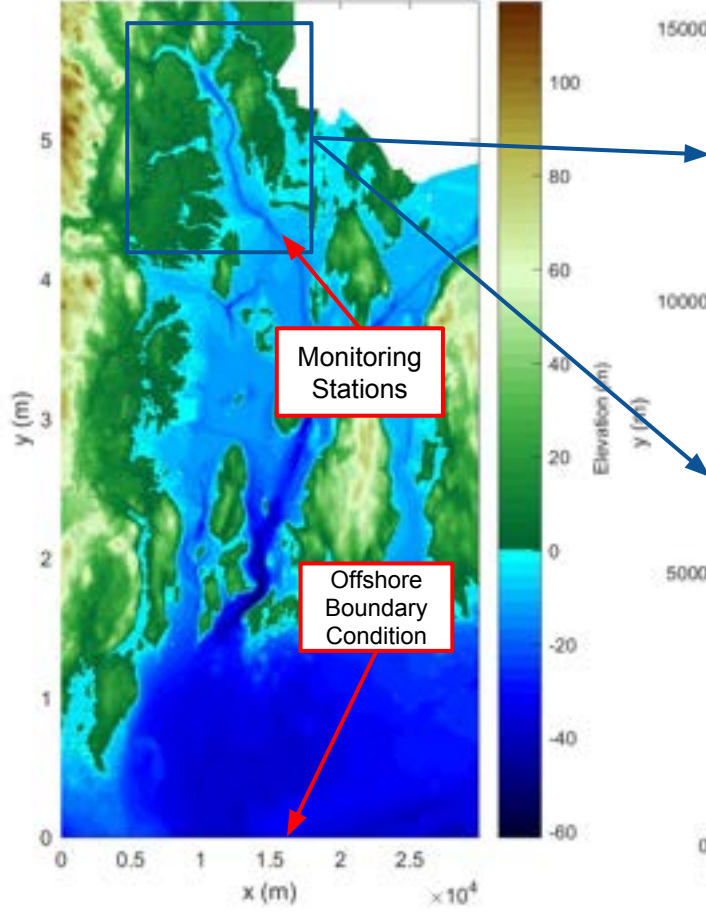 15000
100
5
80
60
4
10000
Monitoring
Stations
40
y (m)
3
Elevation (m)
y (m)
20
2
0
Offshore
Boundary
Condition
5000
-20
1
-40
0
-60
0
0 0.5 1 1.5 2 2.5
x (m)
×10⁴